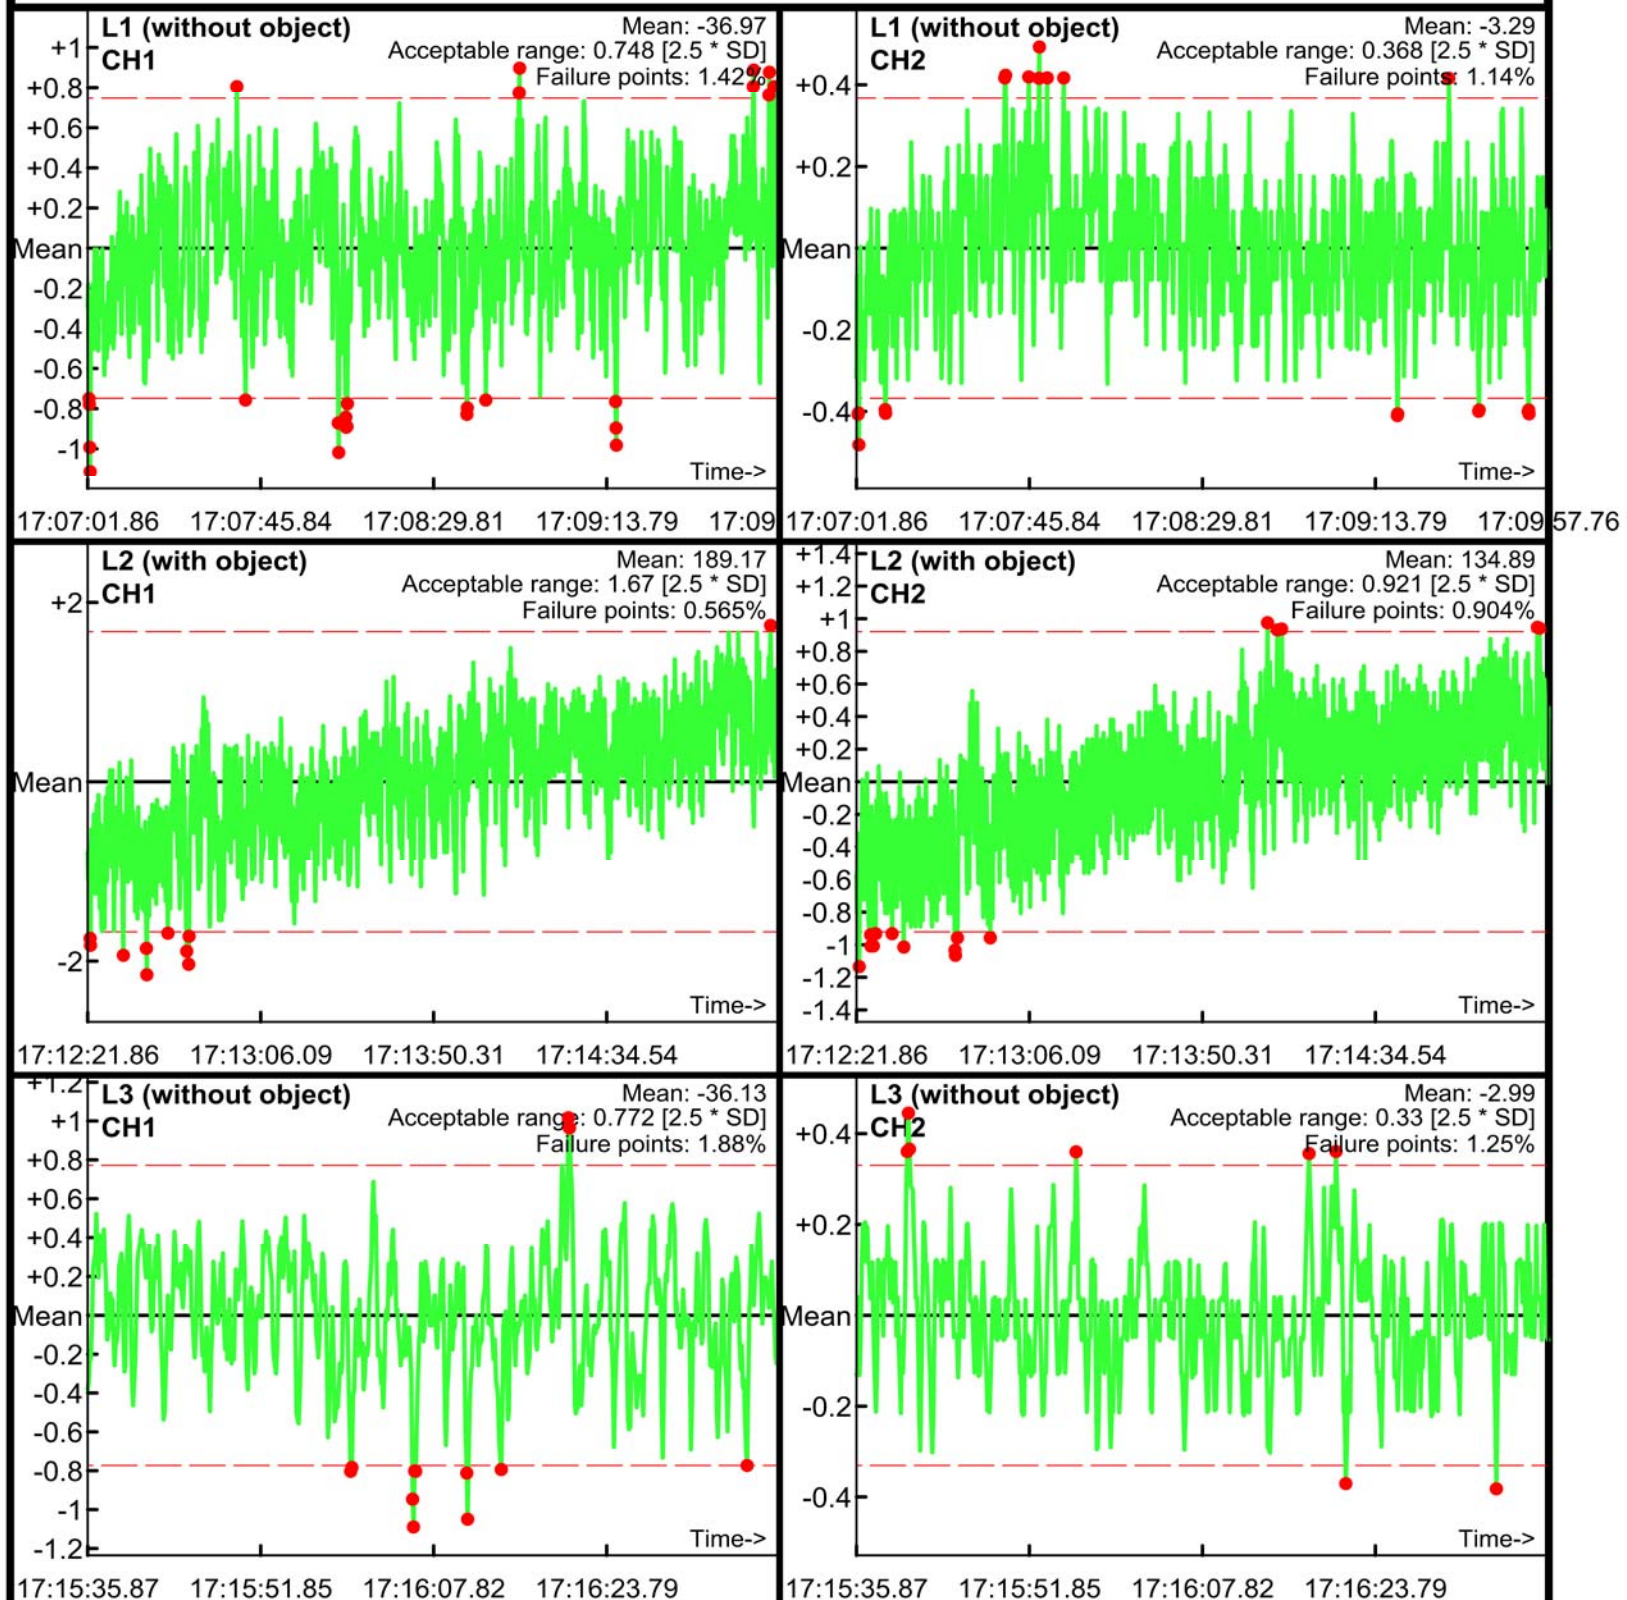 L1 (without object)
CH1
Mean: -36.97
Acceptable range: 0.748 [2.5 * SD]
Failure points: 1.42%
+1
+0.8
+0.6
+0.4
+0.2
Mean
-0.2
-0.4
-0.6
-0.8
-1
Time->
17:07:01.86 17:07:45.84 17:08:29.81 17:09:13.79 17:09
L1 (without object)
CH2
Mean: -3.29
Acceptable range: 0.368 [2.5 * SD]
Failure points: 1.14%
+0.4
+0.2
Mean
-0.2
-0.4
Time->
17:07:01.86 17:07:45.84 17:08:29.81 17:09:13.79 17:09:57.76
L2 (with object)
CH1
Mean: 189.17
Acceptable range: 1.67 [2.5 * SD]
Failure points: 0.565%
+2
Mean
-2
Time->
17:12:21.86 17:13:06.09 17:13:50.31 17:14:34.54
L2 (with object)
CH2
Mean: 134.89
Acceptable range: 0.921 [2.5 * SD]
Failure points: 0.904%
+1.4
+1.2
+1
+0.8
+0.6
+0.4
+0.2
Mean
-0.2
-0.4
-0.6
-0.8
-1
-1.2
-1.4
Time->
17:12:21.86 17:13:06.09 17:13:50.31 17:14:34.54
L3 (without object)
CH1
Mean: -36.13
Acceptable range: 0.772 [2.5 * SD]
Failure points: 1.88%
+1.2
+1
+0.8
+0.6
+0.4
+0.2
Mean
-0.2
-0.4
-0.6
-0.8
-1
-1.2
Time->
17:15:35.87 17:15:51.85 17:16:07.82 17:16:23.79
L3 (without object)
CH2
Mean: -2.99
Acceptable range: 0.33 [2.5 * SD]
Failure points: 1.25%
+0.4
+0.2
Mean
-0.2
-0.4
Time->
17:15:35.87 17:15:51.85 17:16:07.82 17:16:23.79